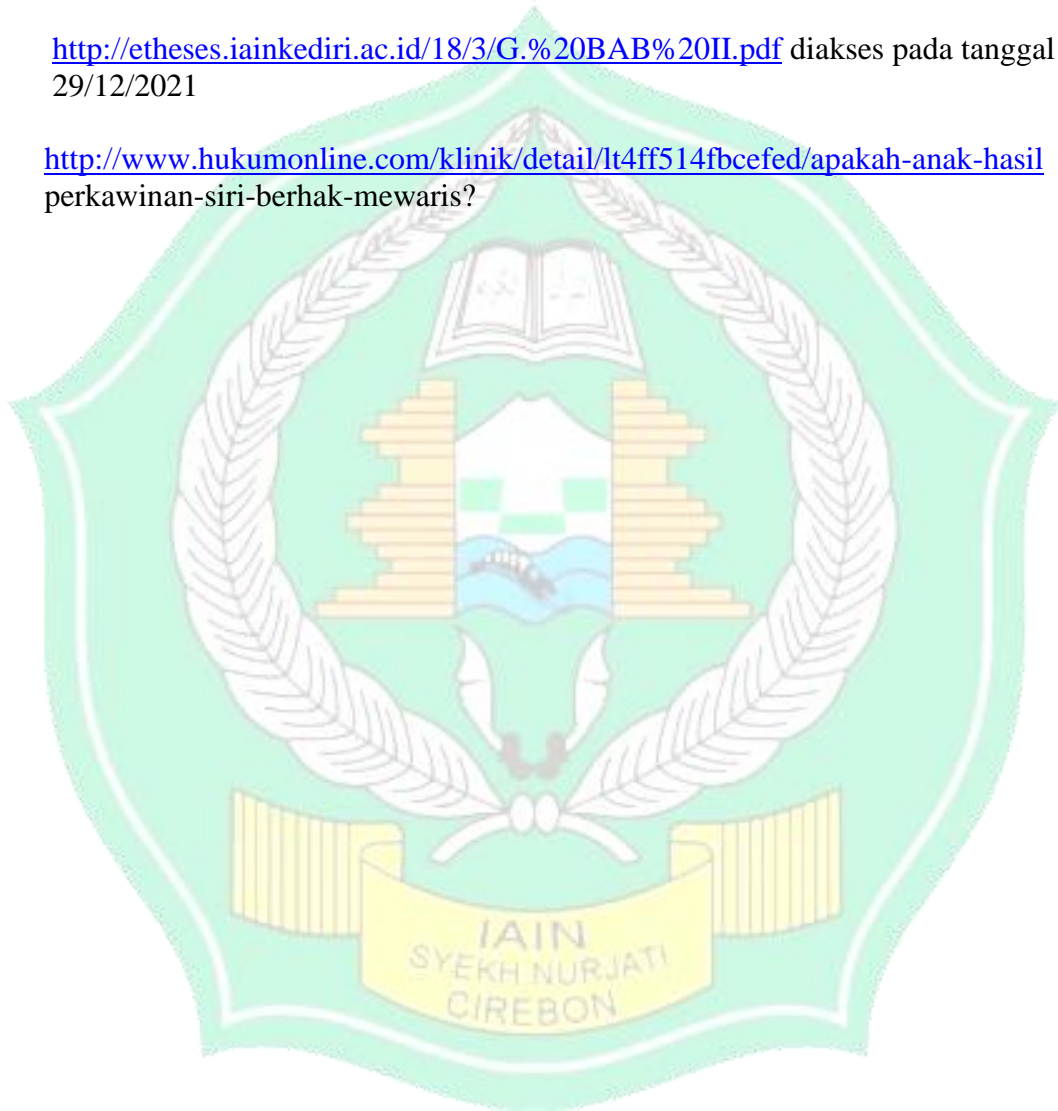 http://etheses.iainkediri.ac.id/18/3/G.%20BAB%20II.pdf diakses pada tanggal
29/12/2021
http://www.hukumonline.com/klinik/detail/lt4ff514fbcefed/apakah-anak-hasil
perkawinan-siri-berhak-mewaris?
IAIN
SYEKH NURJATI
CIREBON